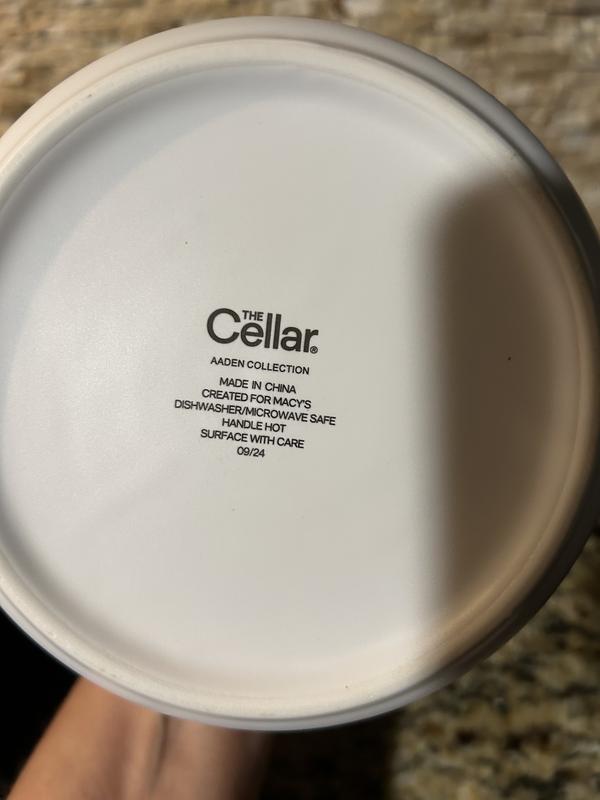 THE
Cellar®
AADEN COLLECTION
MADE IN CHINA
CREATED FOR MACY'S
DISHWASHER/MICROWAVE SAFE
HANDLE HOT
SURFACE WITH CARE
09/24